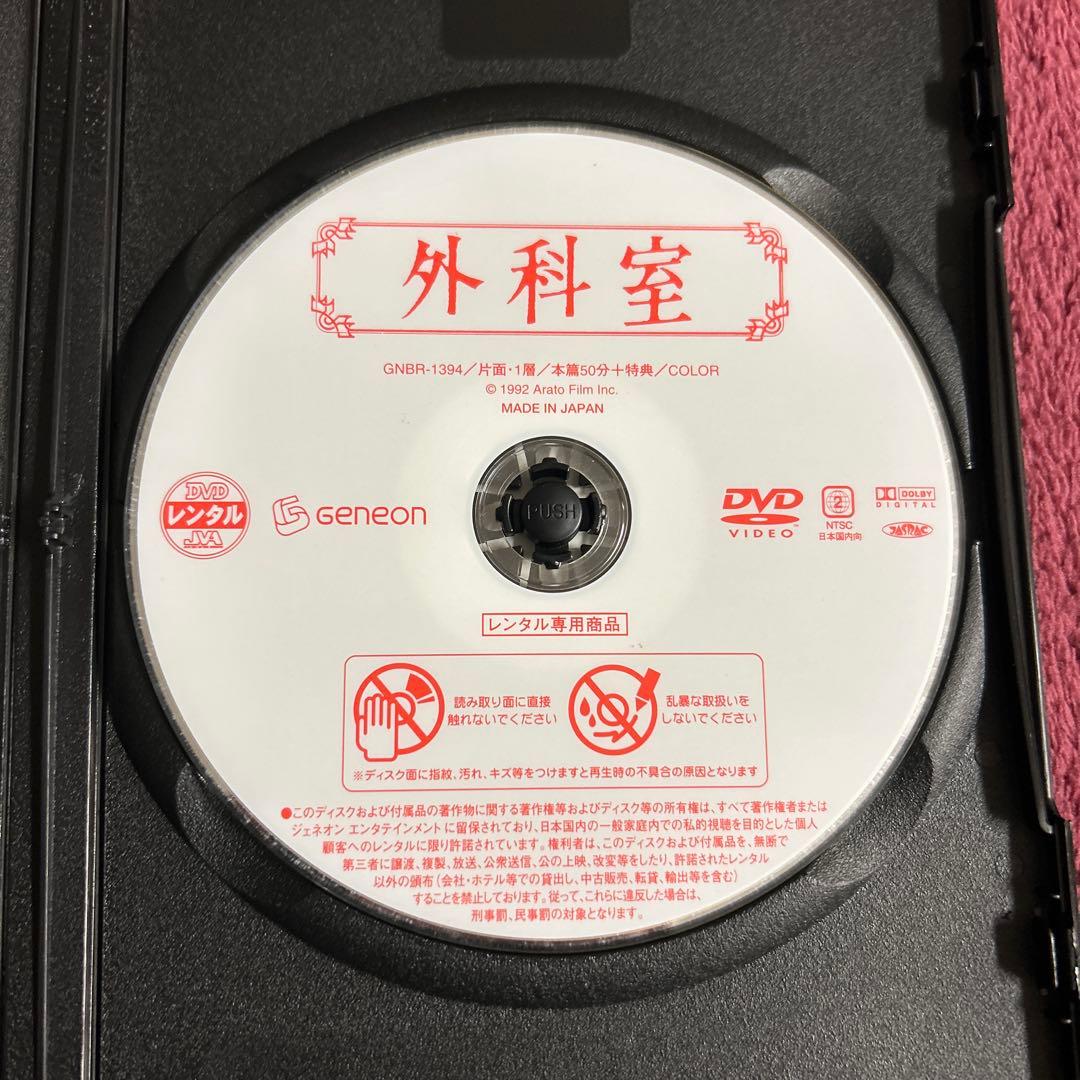 外科室
GNBR-1394／片面・1層／本篇50分＋特典／COLOR
© 1992 Arato Film Inc.
MADE IN JAPAN
DVD
レンタル
JVA
GENEON
PUSH
DVD
VIDEO
2
NTSC
日本国内向
DOLBY
DIGITAL
JASRAC
レンタル専用商品
読み取り面に直接
触れないでください
乱暴な取扱いを
しないでください
※ディスク面に指紋、汚れ、キズ等をつけますと再生時の不具合の原因となります
●このディスクおよび付属品の著作物に関する著作権等およびディスク等の所有権は、すべて著作権者または
ジェネオン エンタテインメントに留保されており、日本国内の一般家庭内での私的視聴を目的とした個人
顧客へのレンタルに限り許諾されています。権利者は、このディスクおよび付属品を、無断で
第三者に譲渡、複製、放送、公衆送信、公の上映、改変等をしたり、許諾されたレンタル
以外の頒布(会社・ホテル等での貸出し、中古販売、転貸、輸出等を含む)
することを禁止しております。従って、これらに違反した場合は、
刑事罰、民事罰の対象となります。